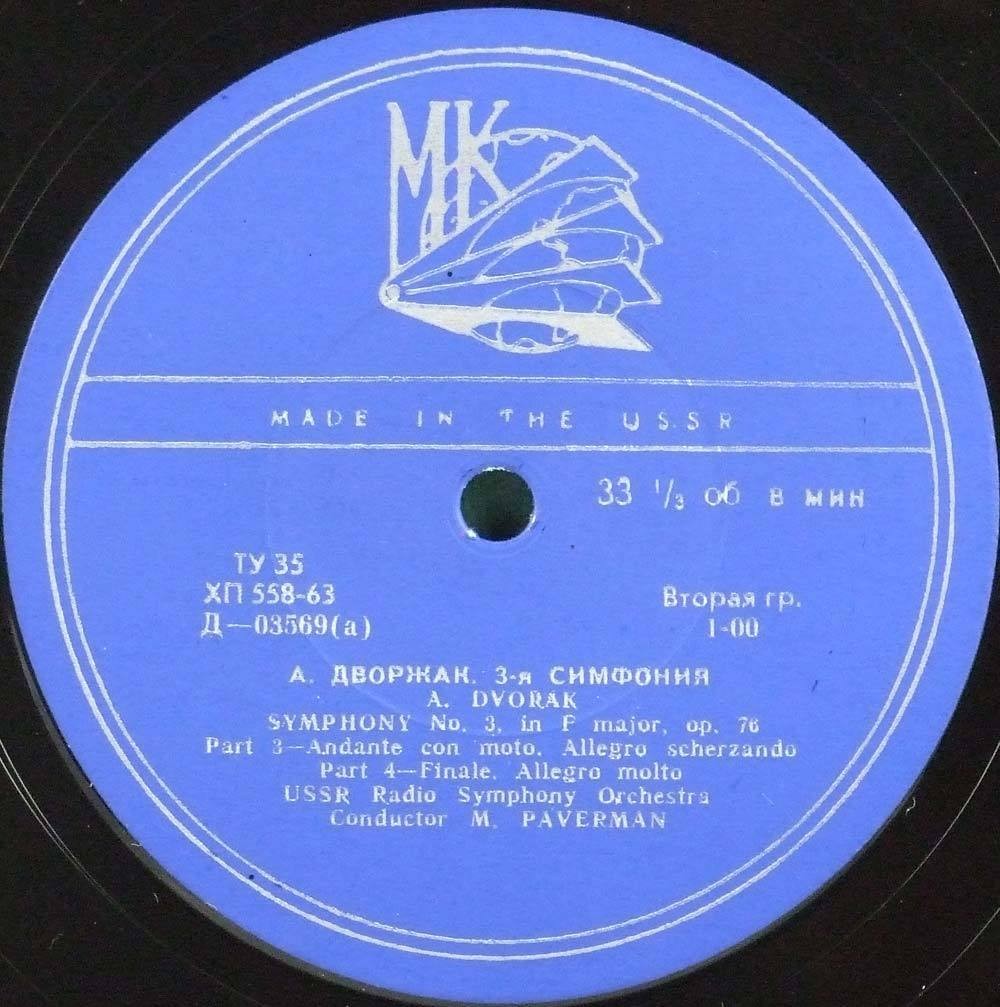 МК
MADE IN THE USSR
33 1/3 об в мин
ТУ 35
ХП 558-63
Д—03569(а)
Вторая гр.
1-00
А. ДВОРЖАК. 3-я СИМФОНИЯ
A. DVORAK
SYMPHONY No. 3, in F major, op. 76
Part 3—Andante con moto. Allegro scherzando
Part 4—Finale. Allegro molto
USSR Radio Symphony Orchestra
Conductor M. PAVERMAN